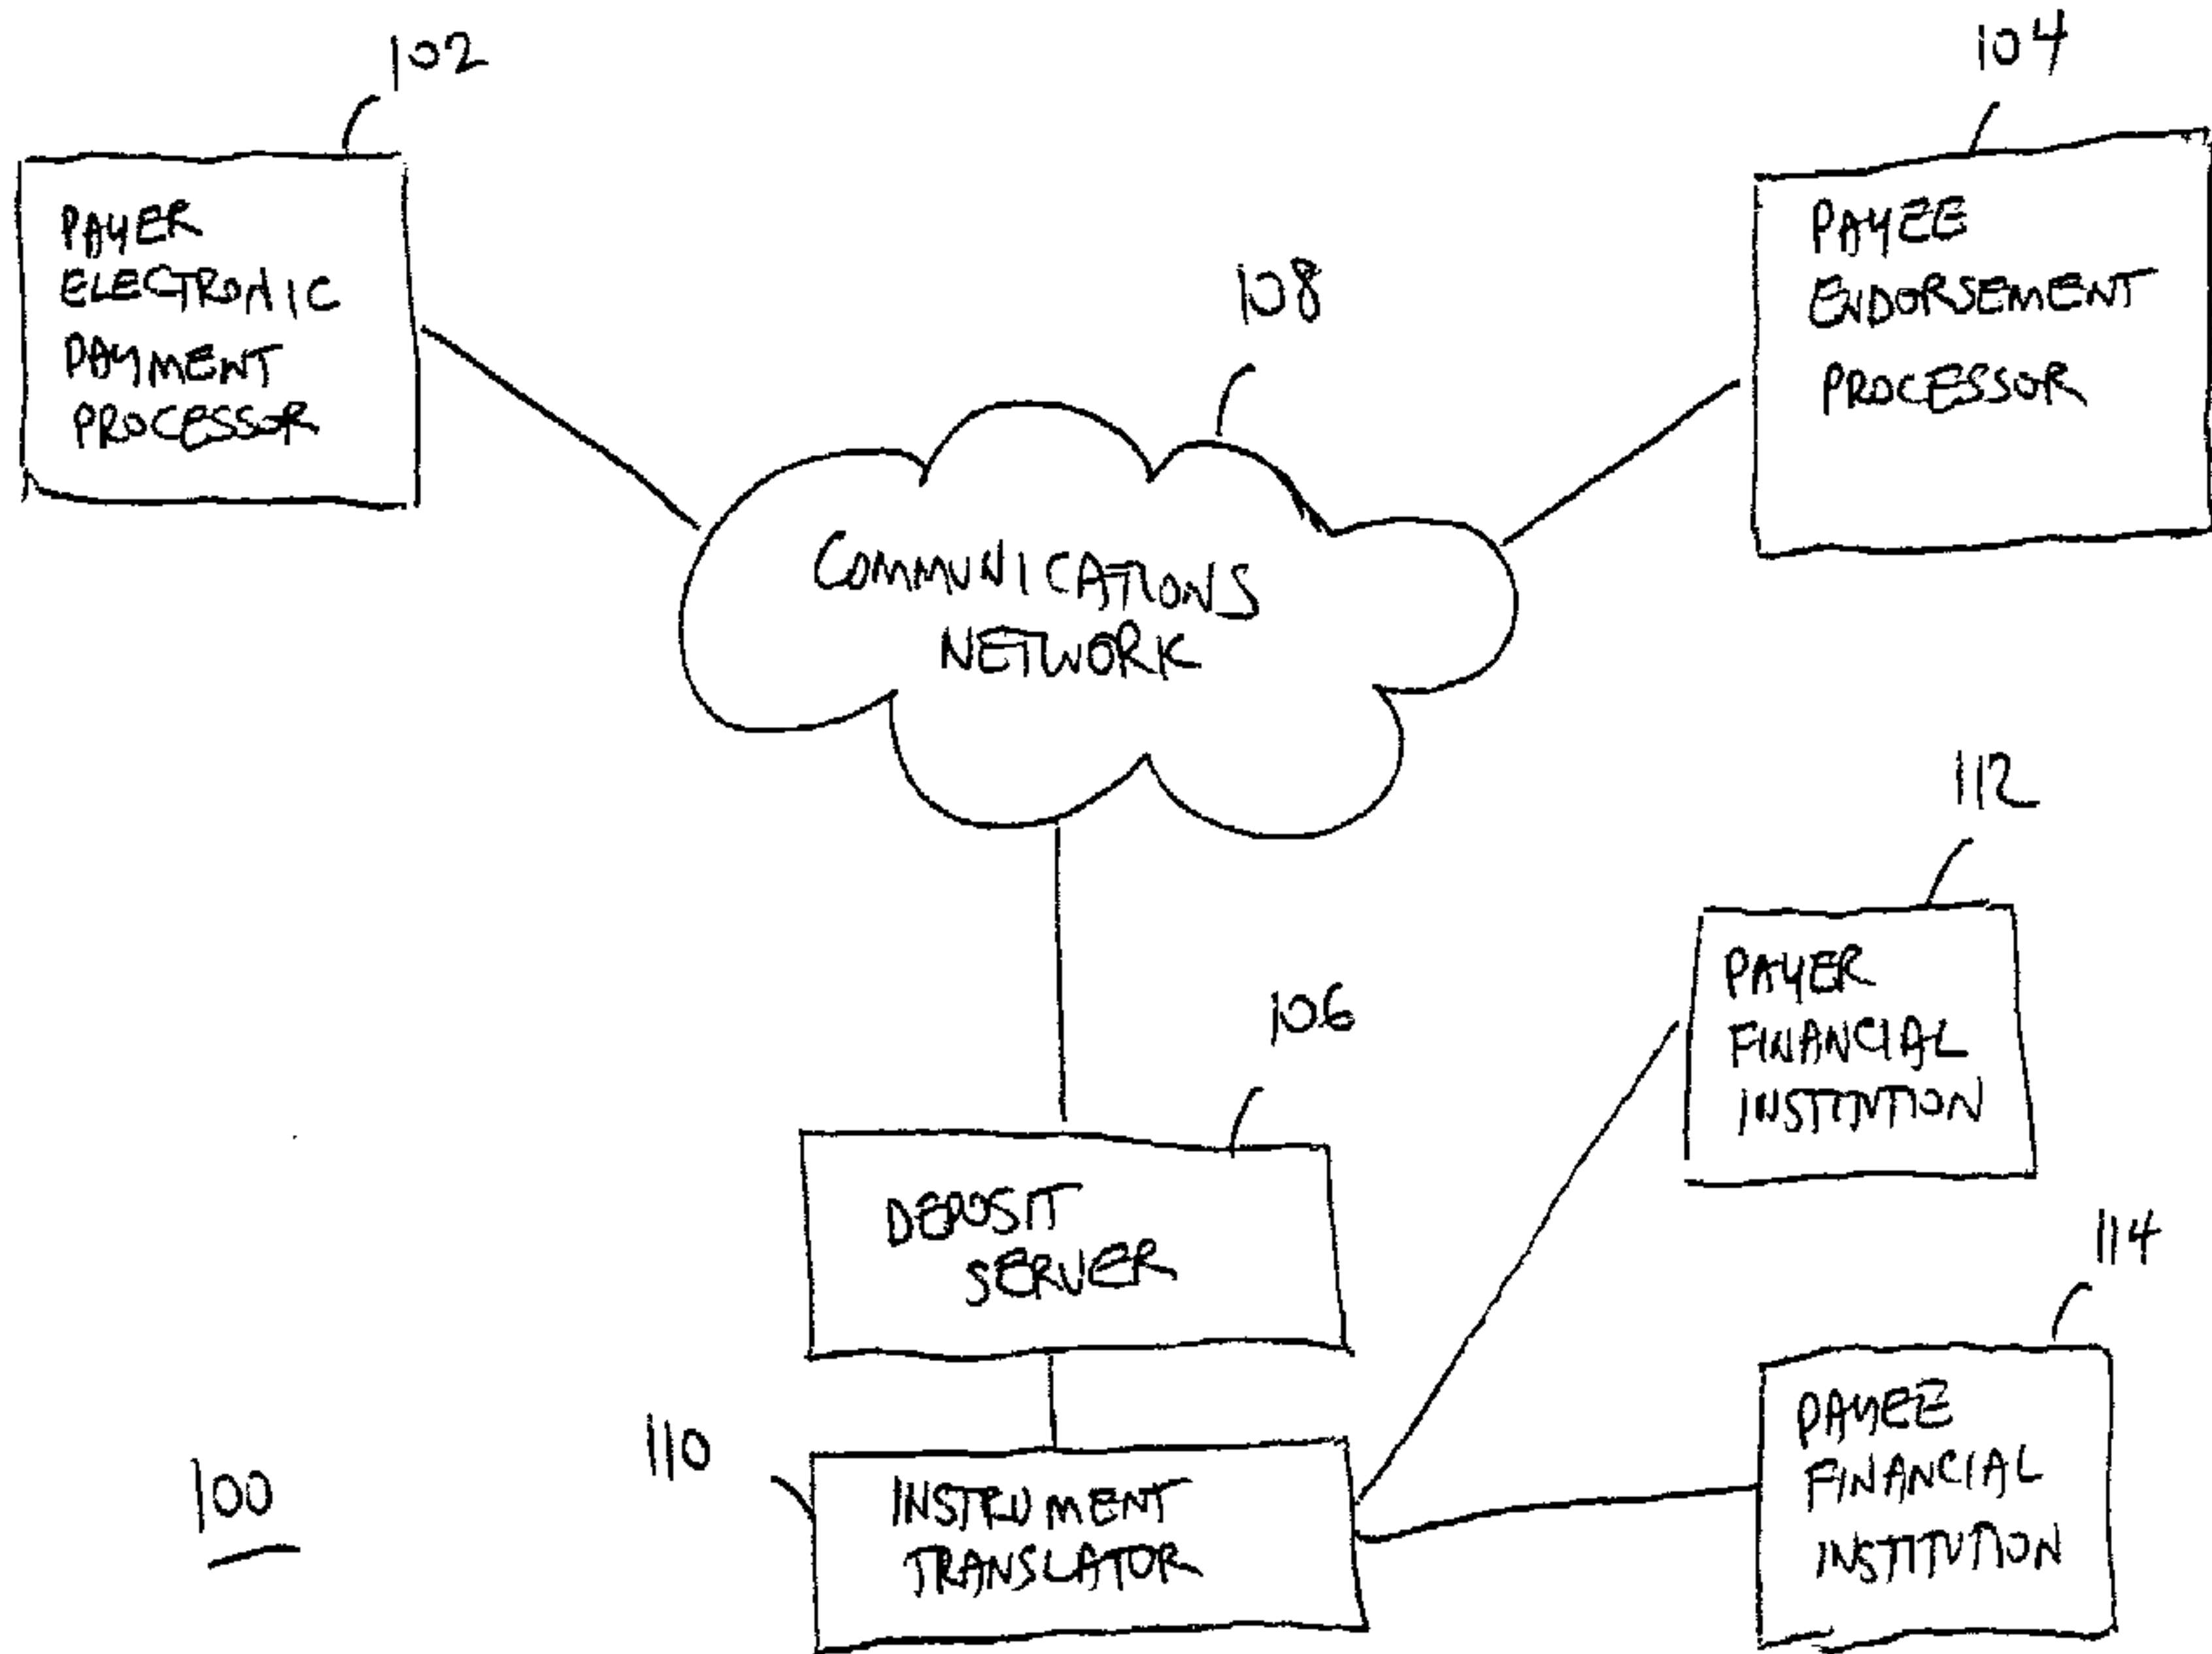 102
104
PAYER
ELECTRONIC
PAYMENT
PROCESSOR
PAYEE
ENDORSEMENT
PROCESSOR
108
COMMUNICATIONS
NETWORK
112
PAYER
FINANCIAL
INSTITUTION
106
DEPOSIT
SERVER
114
PAYEE
FINANCIAL
INSTITUTION
110
INSTRUMENT
TRANSLATOR
100